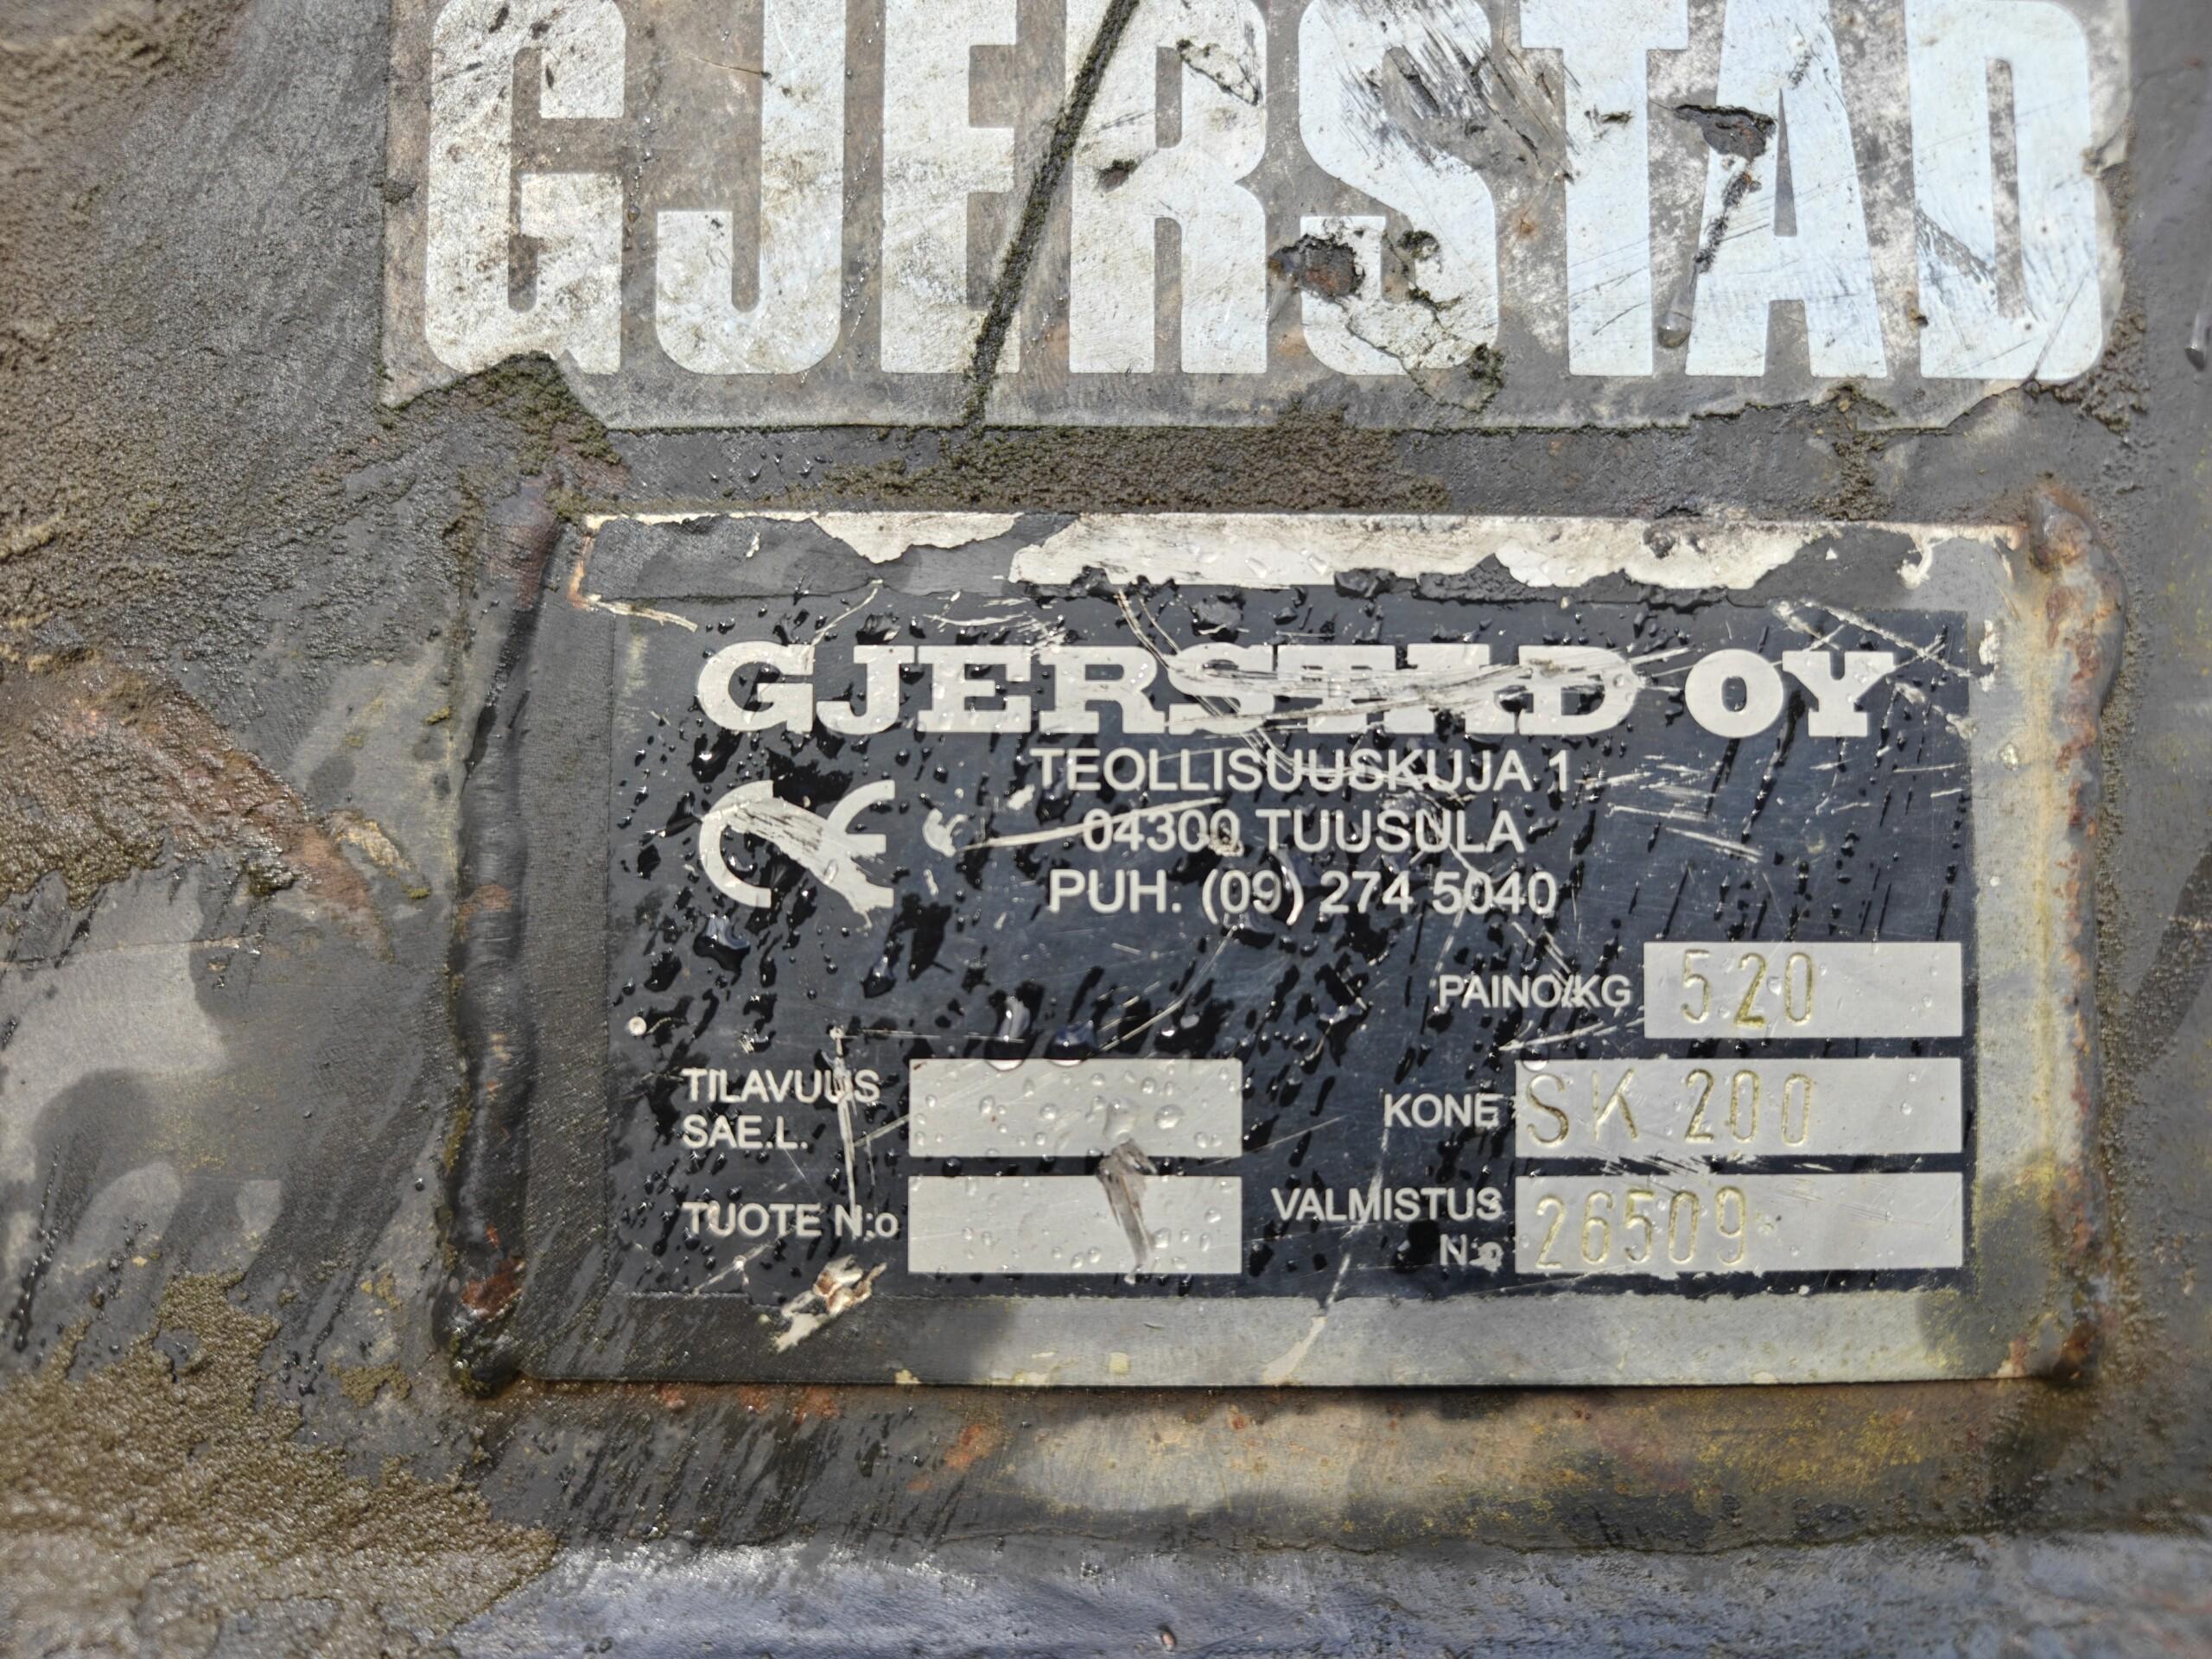 GJERSTAD
GJERSTAD OY
TEOLLISUUSKUJA 1
CE
04300 TUUSULA
PUH. (09) 274 5040
PAINO/KG 520
TILAVUUS
SAE.L.
KONE SK 200
TUOTE N:o
VALMISTUS
N:o 26509